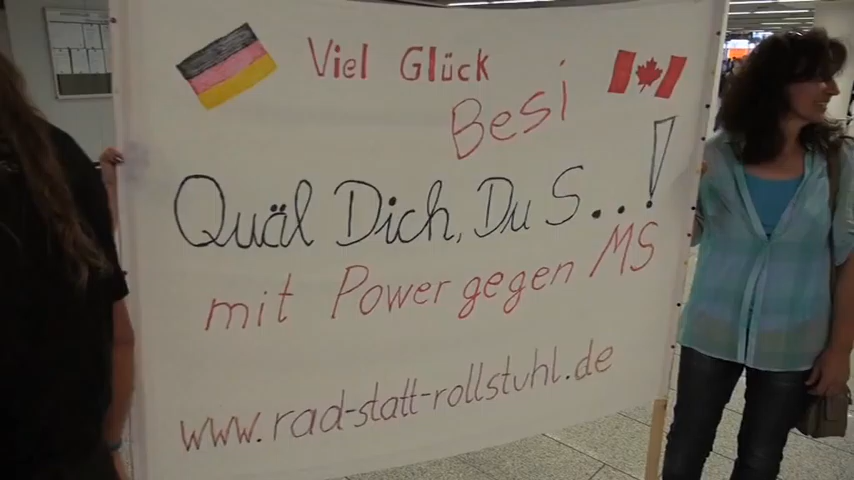 Viel Glück
Besi
Quäl Dich, Du S...!
mit Power gegen MS
www.rad-statt-rollstuhl.de